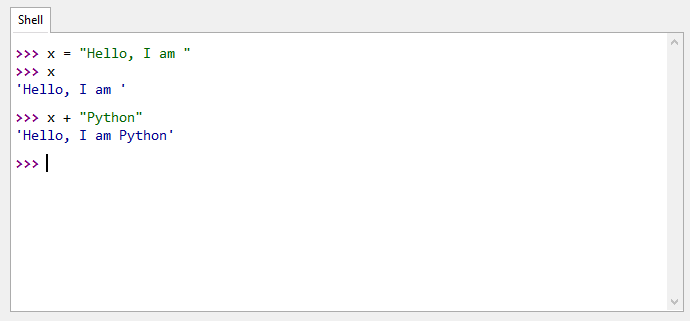 Shell
>>> x = "Hello, I am "
>>> x
'Hello, I am '
>>> x + "Python"
'Hello, I am Python'
>>>